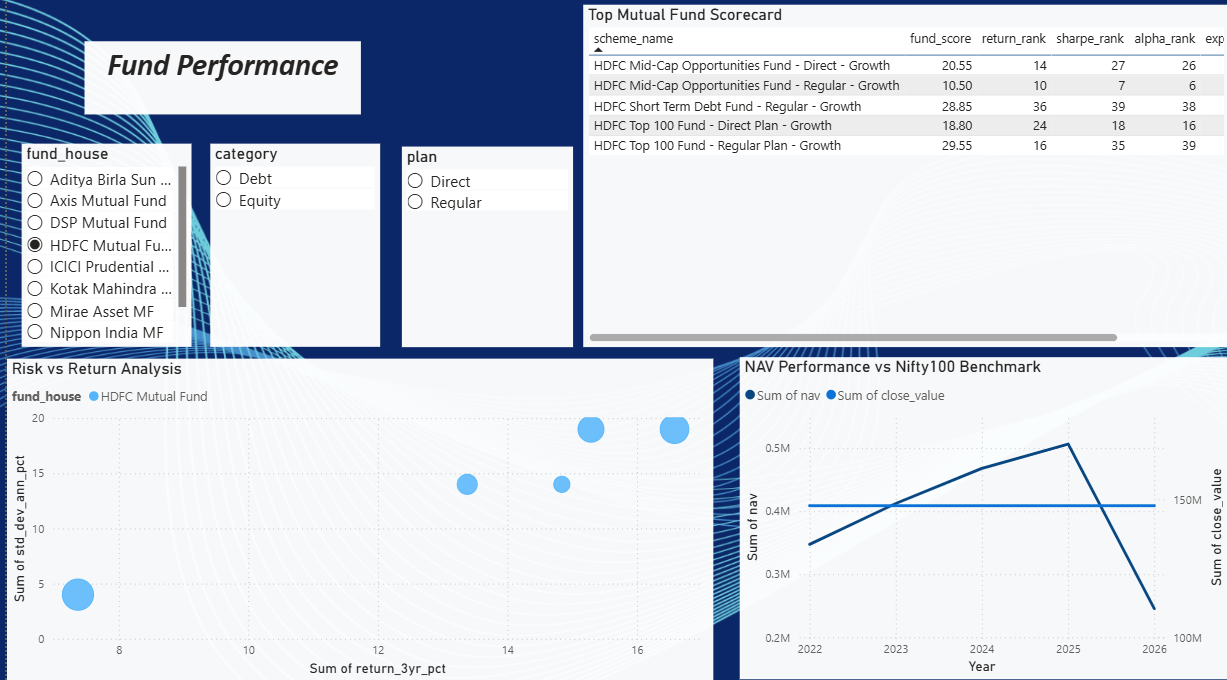 Fund Performance
fund_house
Aditya Birla Sun ...
Axis Mutual Fund
DSP Mutual Fund
HDFC Mutual Fu...
ICICI Prudential ...
Kotak Mahindra ...
Mirae Asset MF
Nippon India MF
category
Debt
Equity
plan
Direct
Regular
Top Mutual Fund Scorecard
scheme_name fund_score return_rank sharpe_rank alpha_rank exp
HDFC Mid-Cap Opportunities Fund - Direct - Growth 20.55 14 27 26
HDFC Mid-Cap Opportunities Fund - Regular - Growth 10.50 10 7 6
HDFC Short Term Debt Fund - Regular - Growth 28.85 36 39 38
HDFC Top 100 Fund - Direct Plan - Growth 18.80 24 18 16
HDFC Top 100 Fund - Regular Plan - Growth 29.55 16 35 39
Risk vs Return Analysis
fund_house HDFC Mutual Fund
Sum of std_dev_ann_pct
20
15
10
5
0
8 10 12 14 16
Sum of return_3yr_pct
NAV Performance vs Nifty100 Benchmark
Sum of nav Sum of close_value
Sum of nav
0.5M
0.4M
0.3M
0.2M
150M
100M
Sum of close_value
2022 2023 2024 2025 2026
Year